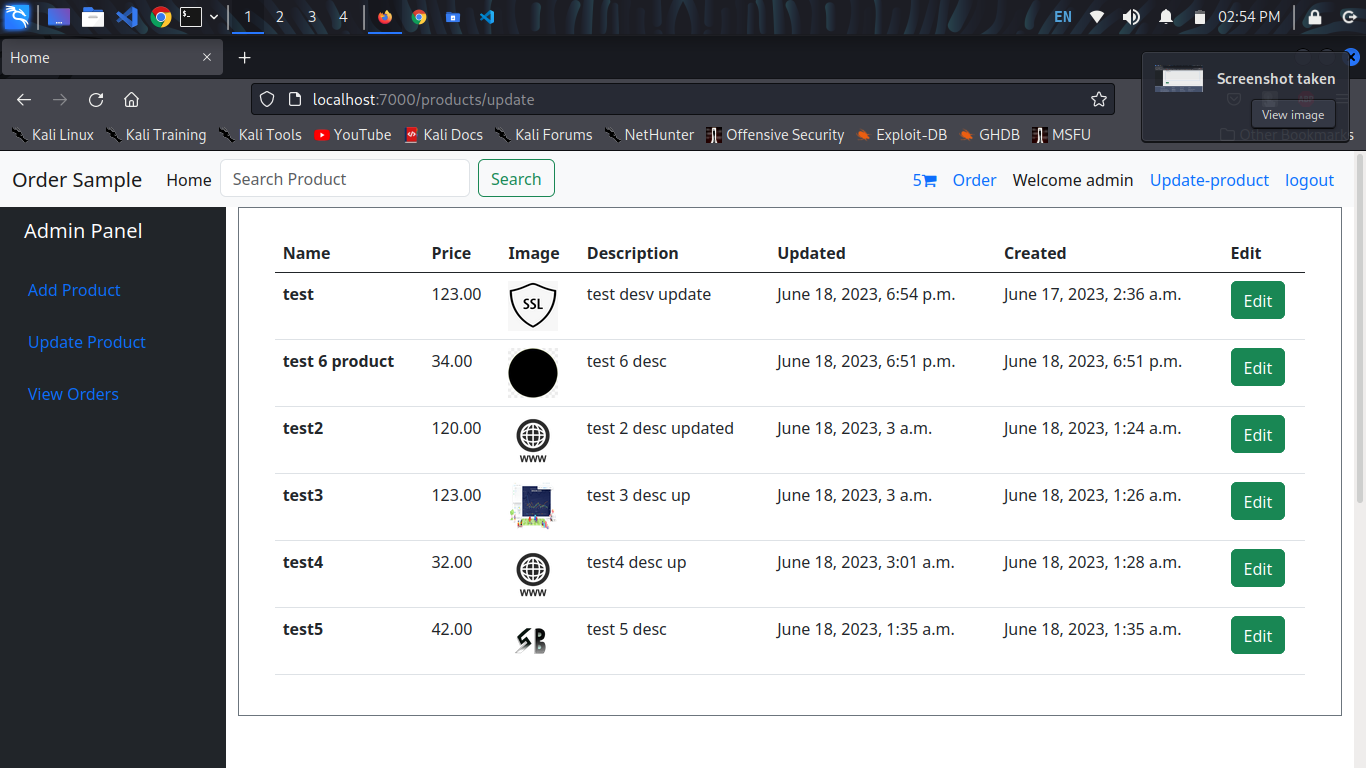 1 2 3 4 EN 02:54 PM
Home
Screenshot taken
View image
localhost:7000/products/update
Kali Linux Kali Training Kali Tools YouTube Kali Docs Kali Forums NetHunter Offensive Security Exploit-DB GHDB MSFU Other Bookmarks
Order Sample Home Search Product Search 5 Order Welcome admin Update-product logout
Admin Panel
Add Product
Update Product
View Orders
Name Price Image Description Updated Created Edit
test 123.00 SSL test desv update June 18, 2023, 6:54 p.m. June 17, 2023, 2:36 a.m. Edit
test 6 product 34.00 test 6 desc June 18, 2023, 6:51 p.m. June 18, 2023, 6:51 p.m. Edit
test2 120.00 WWW test 2 desc updated June 18, 2023, 3 a.m. June 18, 2023, 1:24 a.m. Edit
test3 123.00 test 3 desc up June 18, 2023, 3 a.m. June 18, 2023, 1:26 a.m. Edit
test4 32.00 WWW test4 desc up June 18, 2023, 3:01 a.m. June 18, 2023, 1:28 a.m. Edit
test5 42.00 SB test 5 desc June 18, 2023, 1:35 a.m. June 18, 2023, 1:35 a.m. Edit